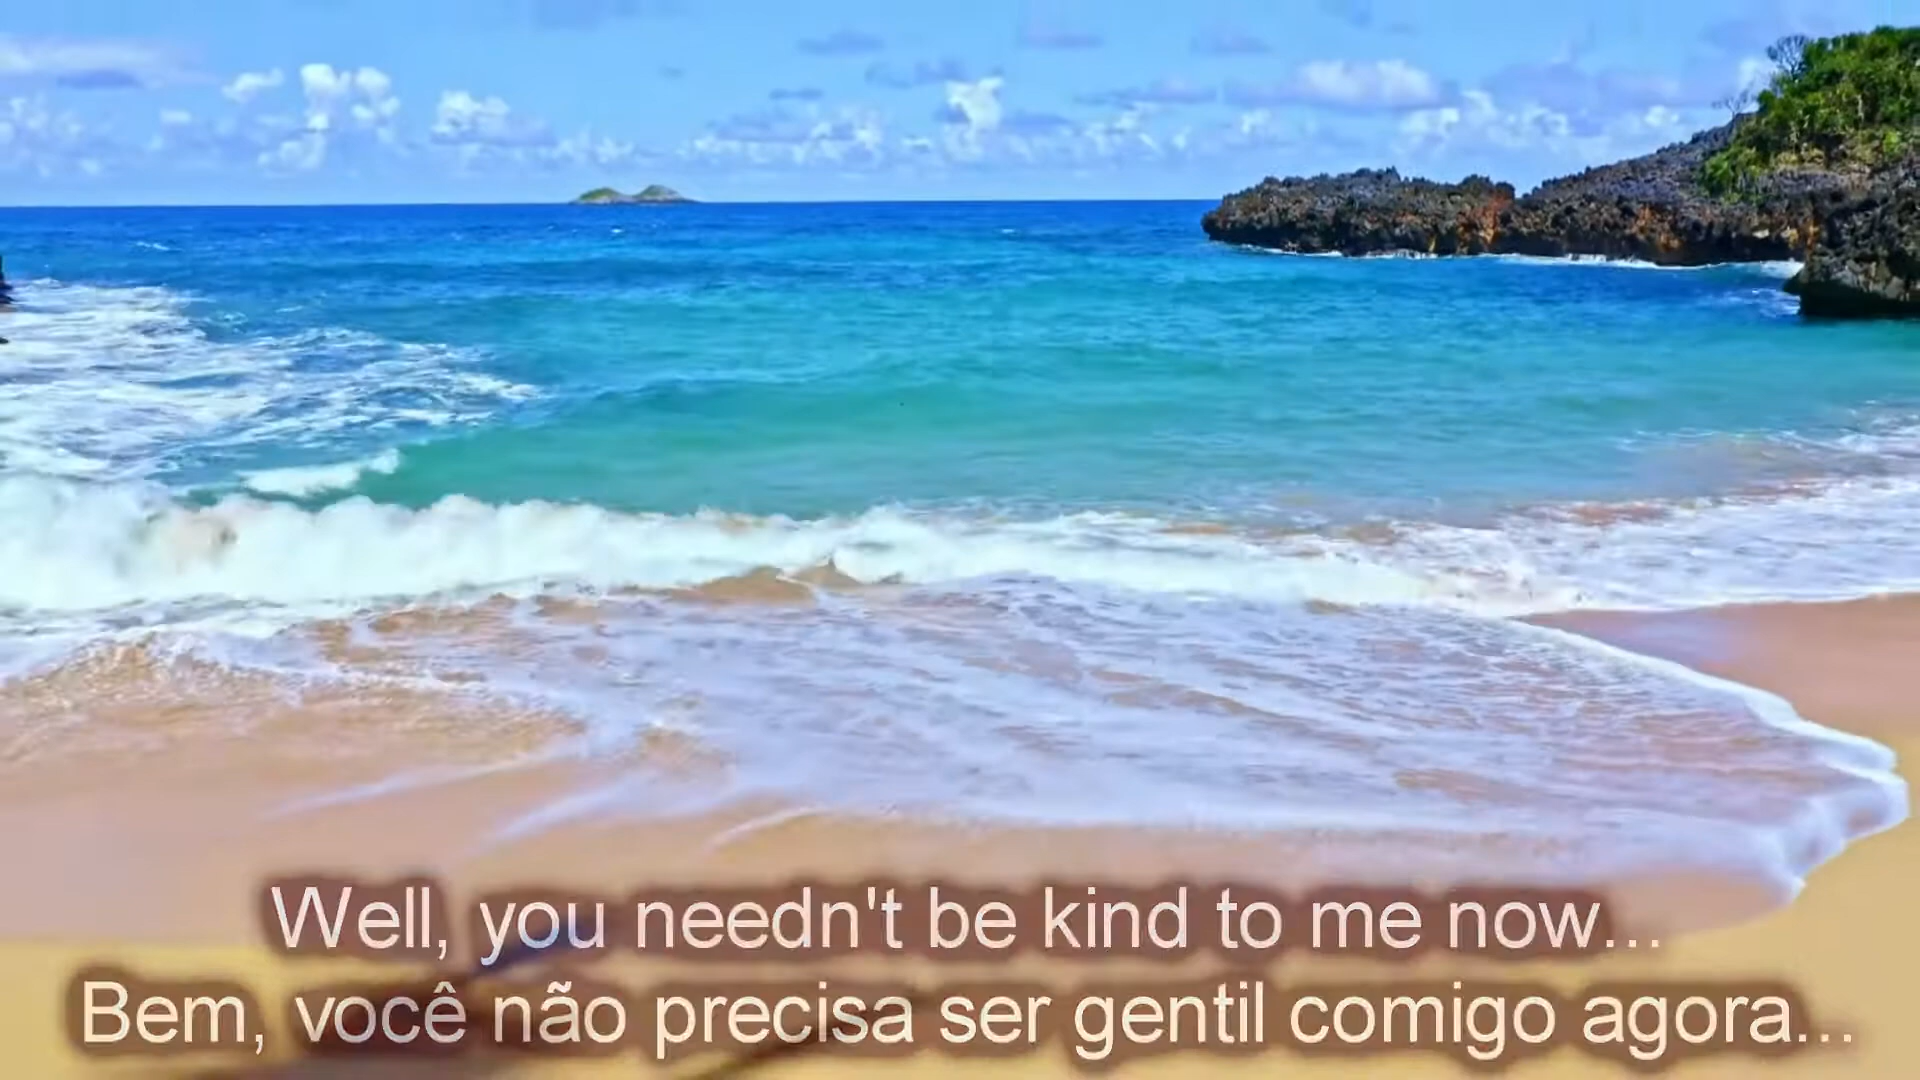 Well, you needn't be kind to me now...
Bem, você não precisa ser gentil comigo agora...